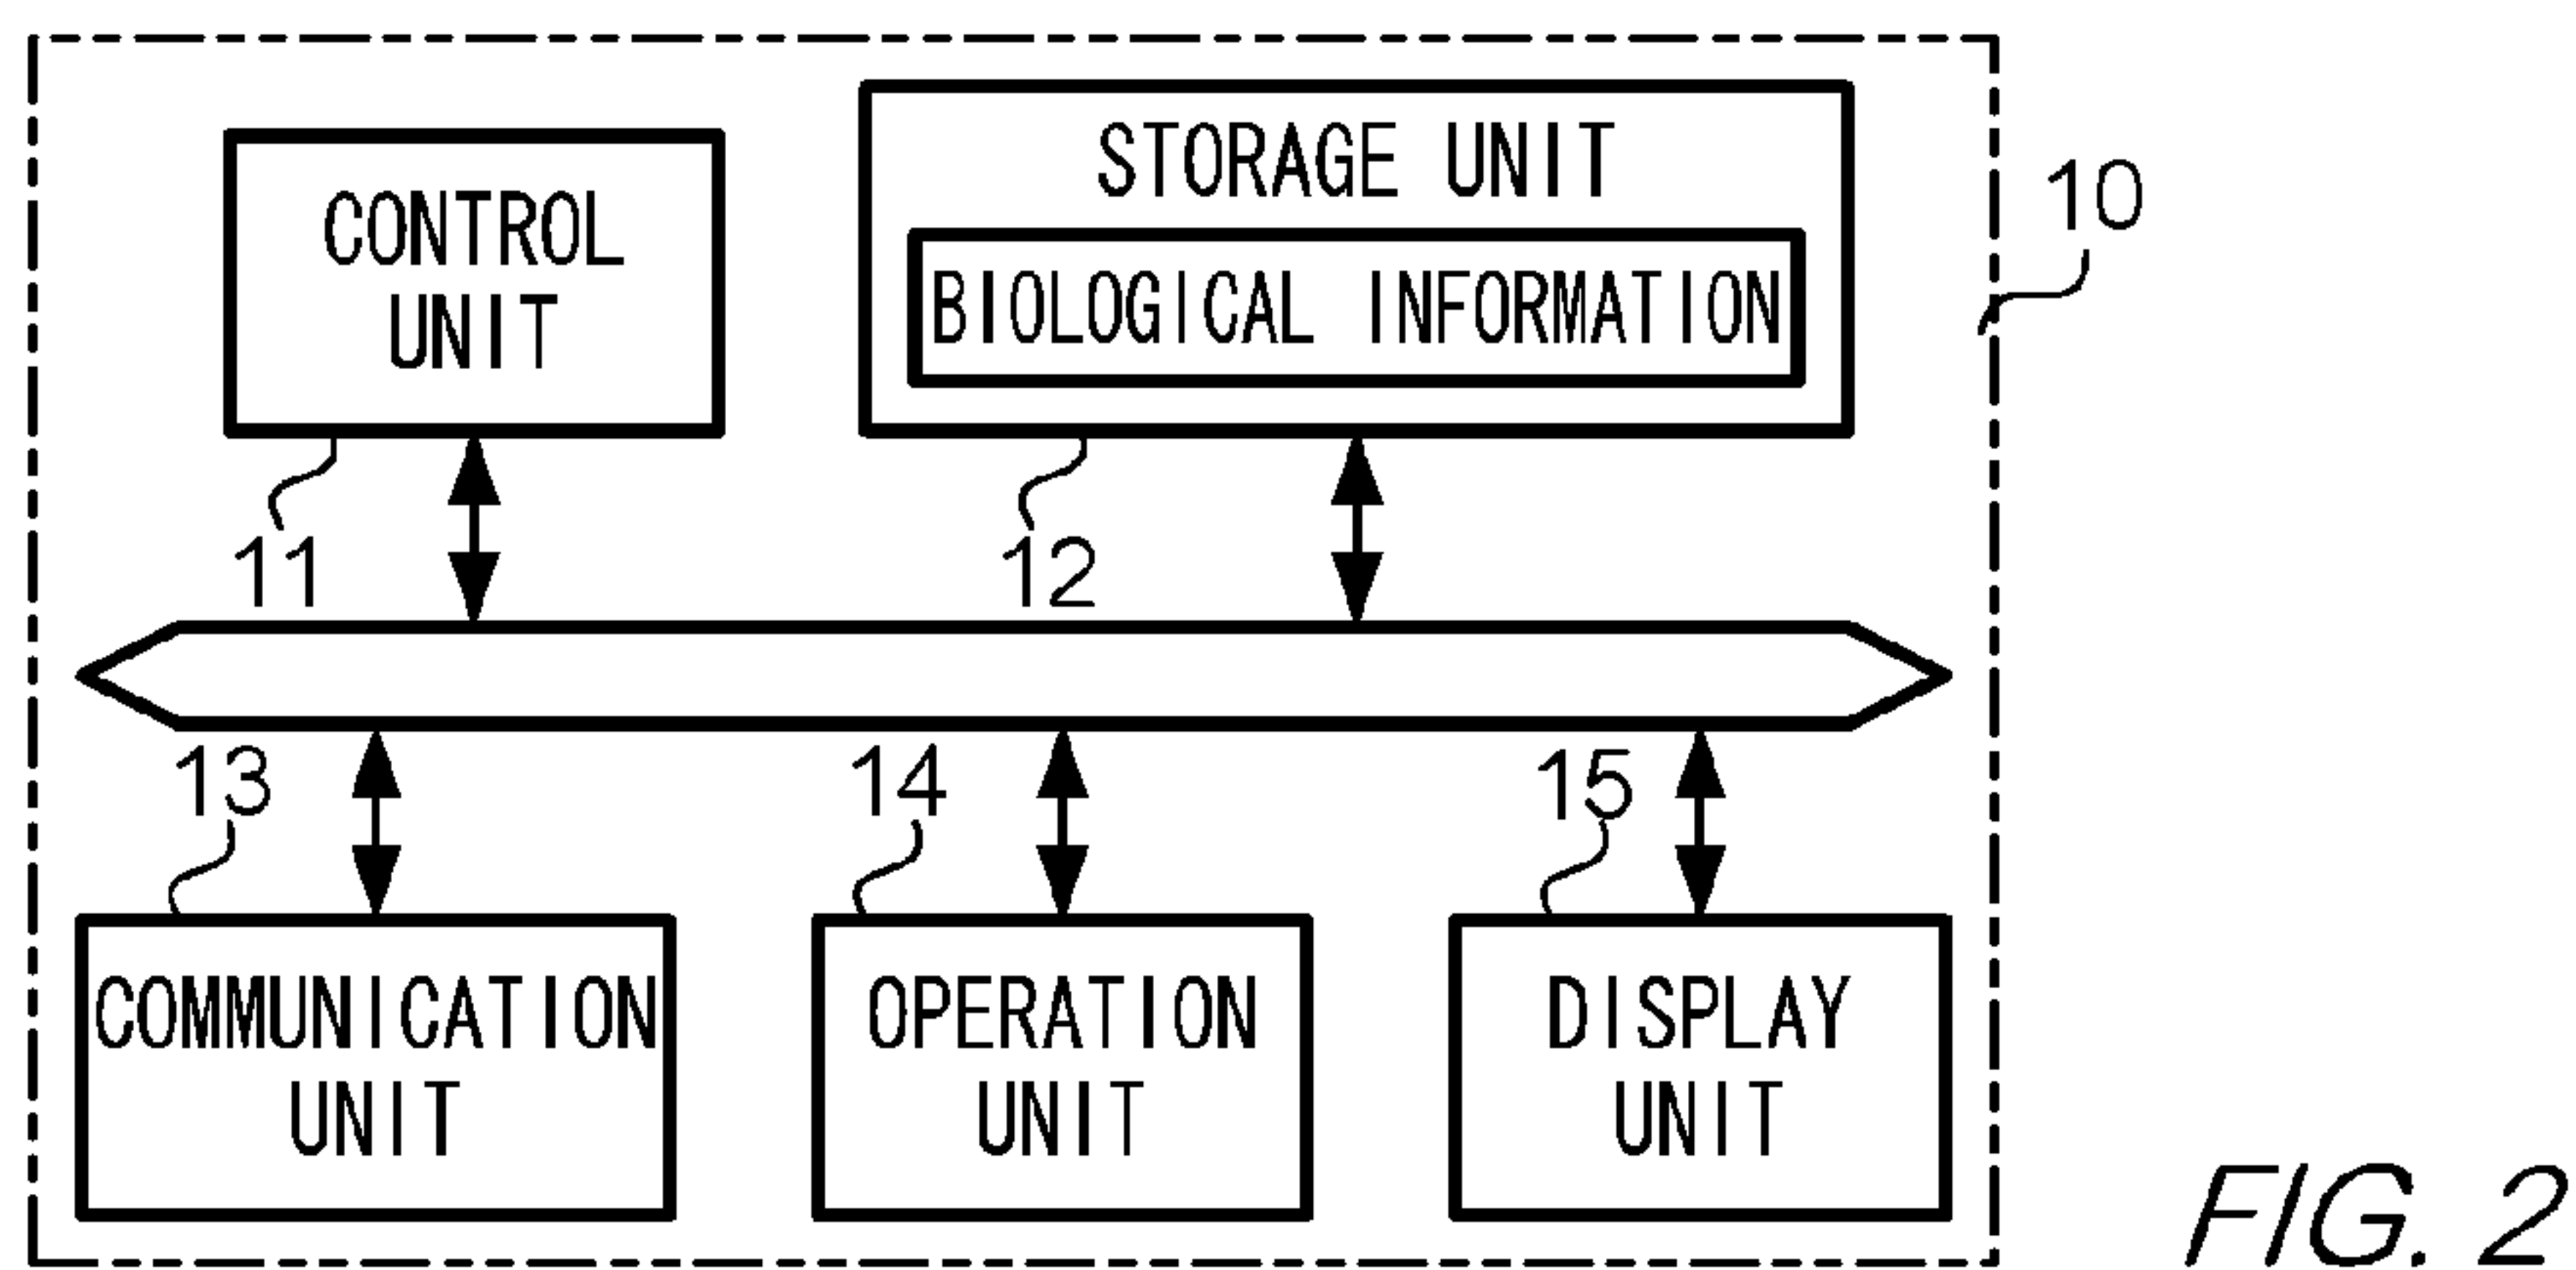 CONTROL
UNIT
STORAGE UNIT
BIOLOGICAL INFORMATION
10
11
12
13
14
15
COMMUNICATION
UNIT
OPERATION
UNIT
DISPLAY
UNIT
FIG. 2